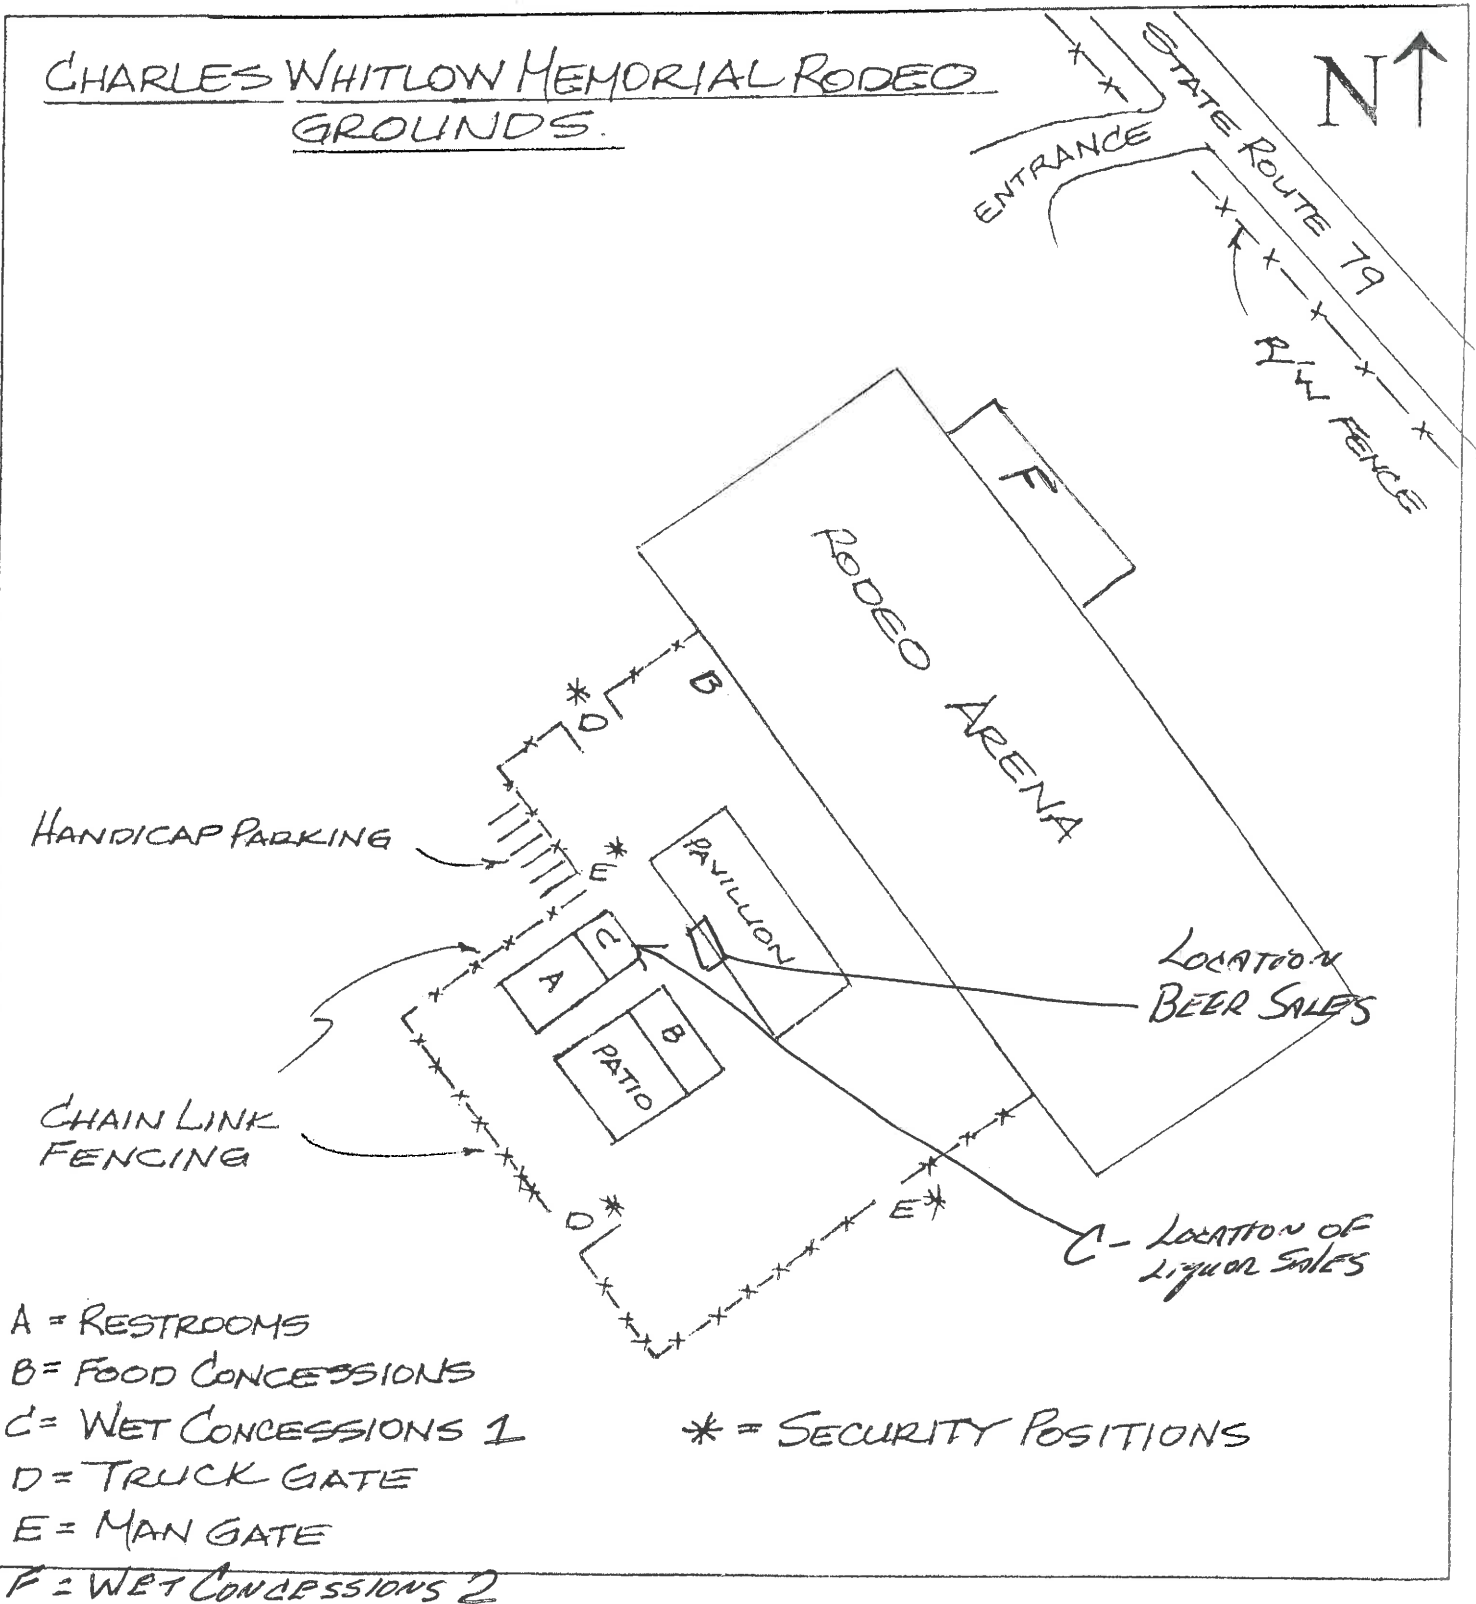 CHARLES WHITLOW MEMORIAL RODEO
GROUNDS.
N
STATE ROUTE 79
ENTRANCE
R/W FENCE
F
RODEO ARENA
B
*
D
HANDICAP PARKING
*
E
PAVILLION
C
A
LOCATION
BEER SALES
B
PATIO
CHAIN LINK
FENCING
D *
E *
C - LOCATION OF
LIQUOR SALES
A = RESTROOMS
B = FOOD CONCESSIONS
C = WET CONCESSIONS 1
* = SECURITY POSITIONS
D = TRUCK GATE
E = MAN GATE
F = WET CONCESSIONS 2